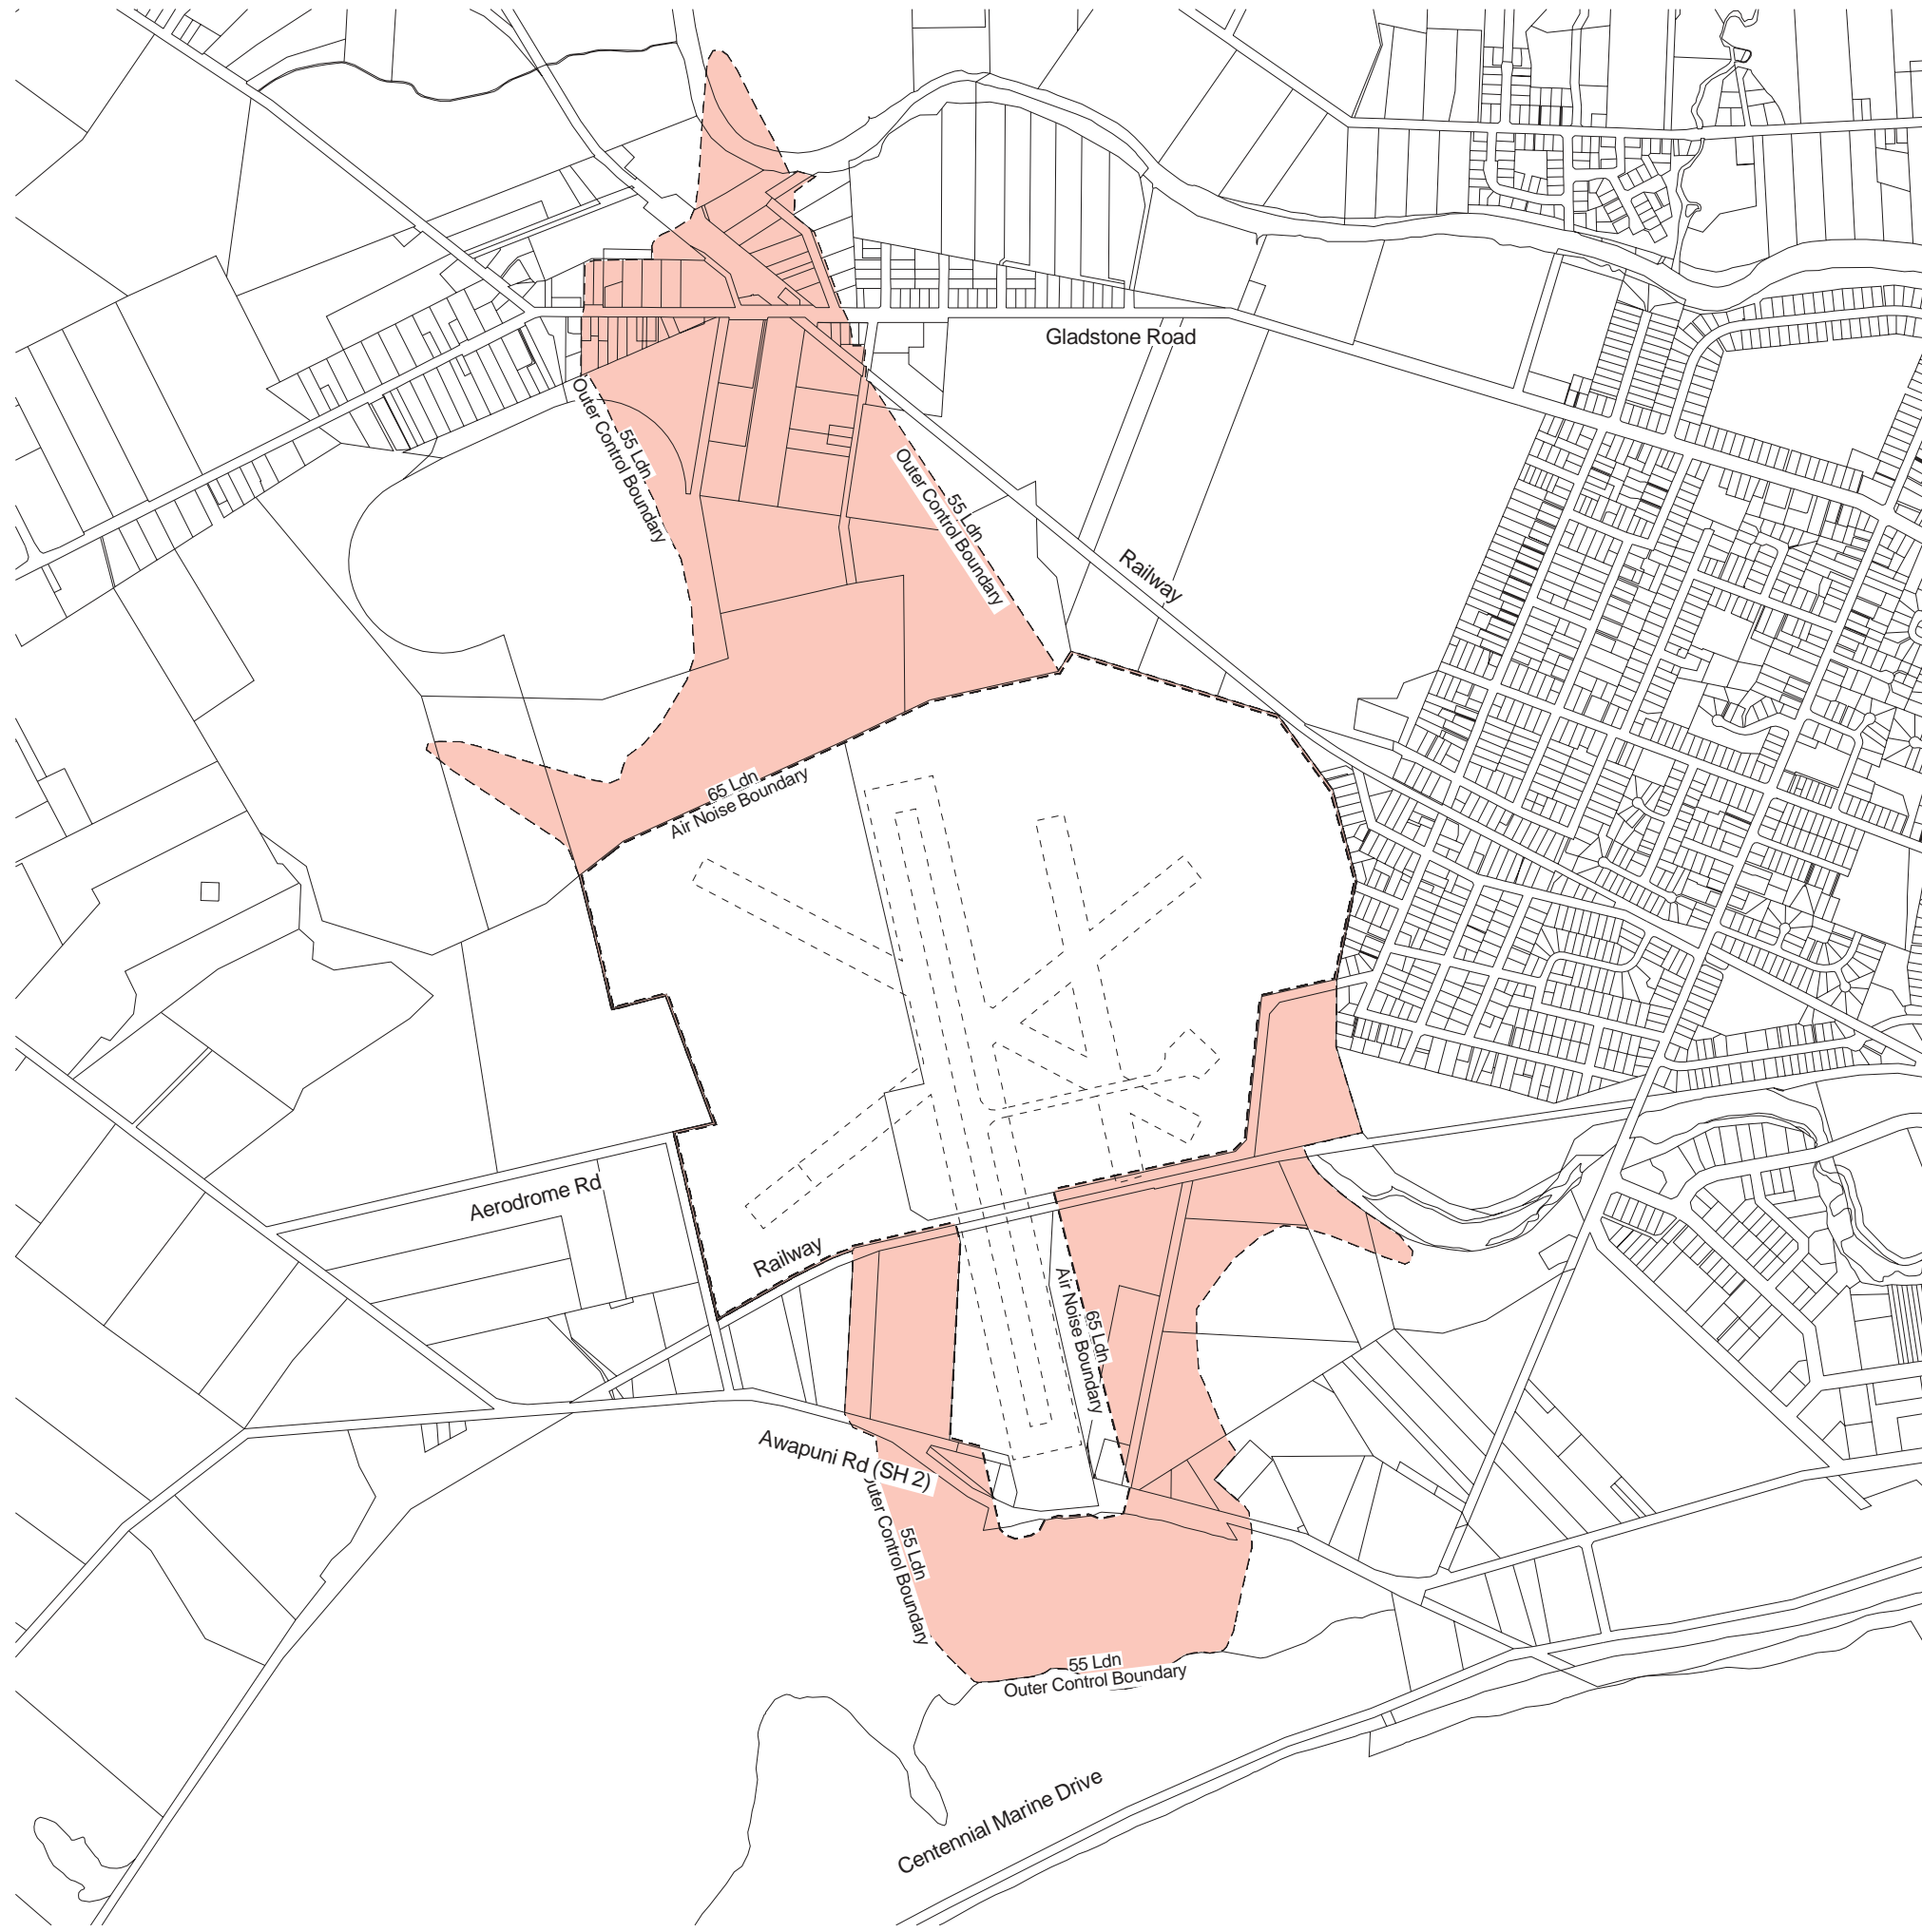 Gladstone Road
55 Ldn
Outer Control Boundary
55 Ldn
Outer Control Boundary
Railway
65 Ldn
Air Noise Boundary
Aerodrome Rd
Railway
65 Ldn
Air Noise Boundary
Awapuni Rd (SH 2)
55 Ldn
Outer Control Boundary
55 Ldn
Outer Control Boundary
Centennial Marine Drive